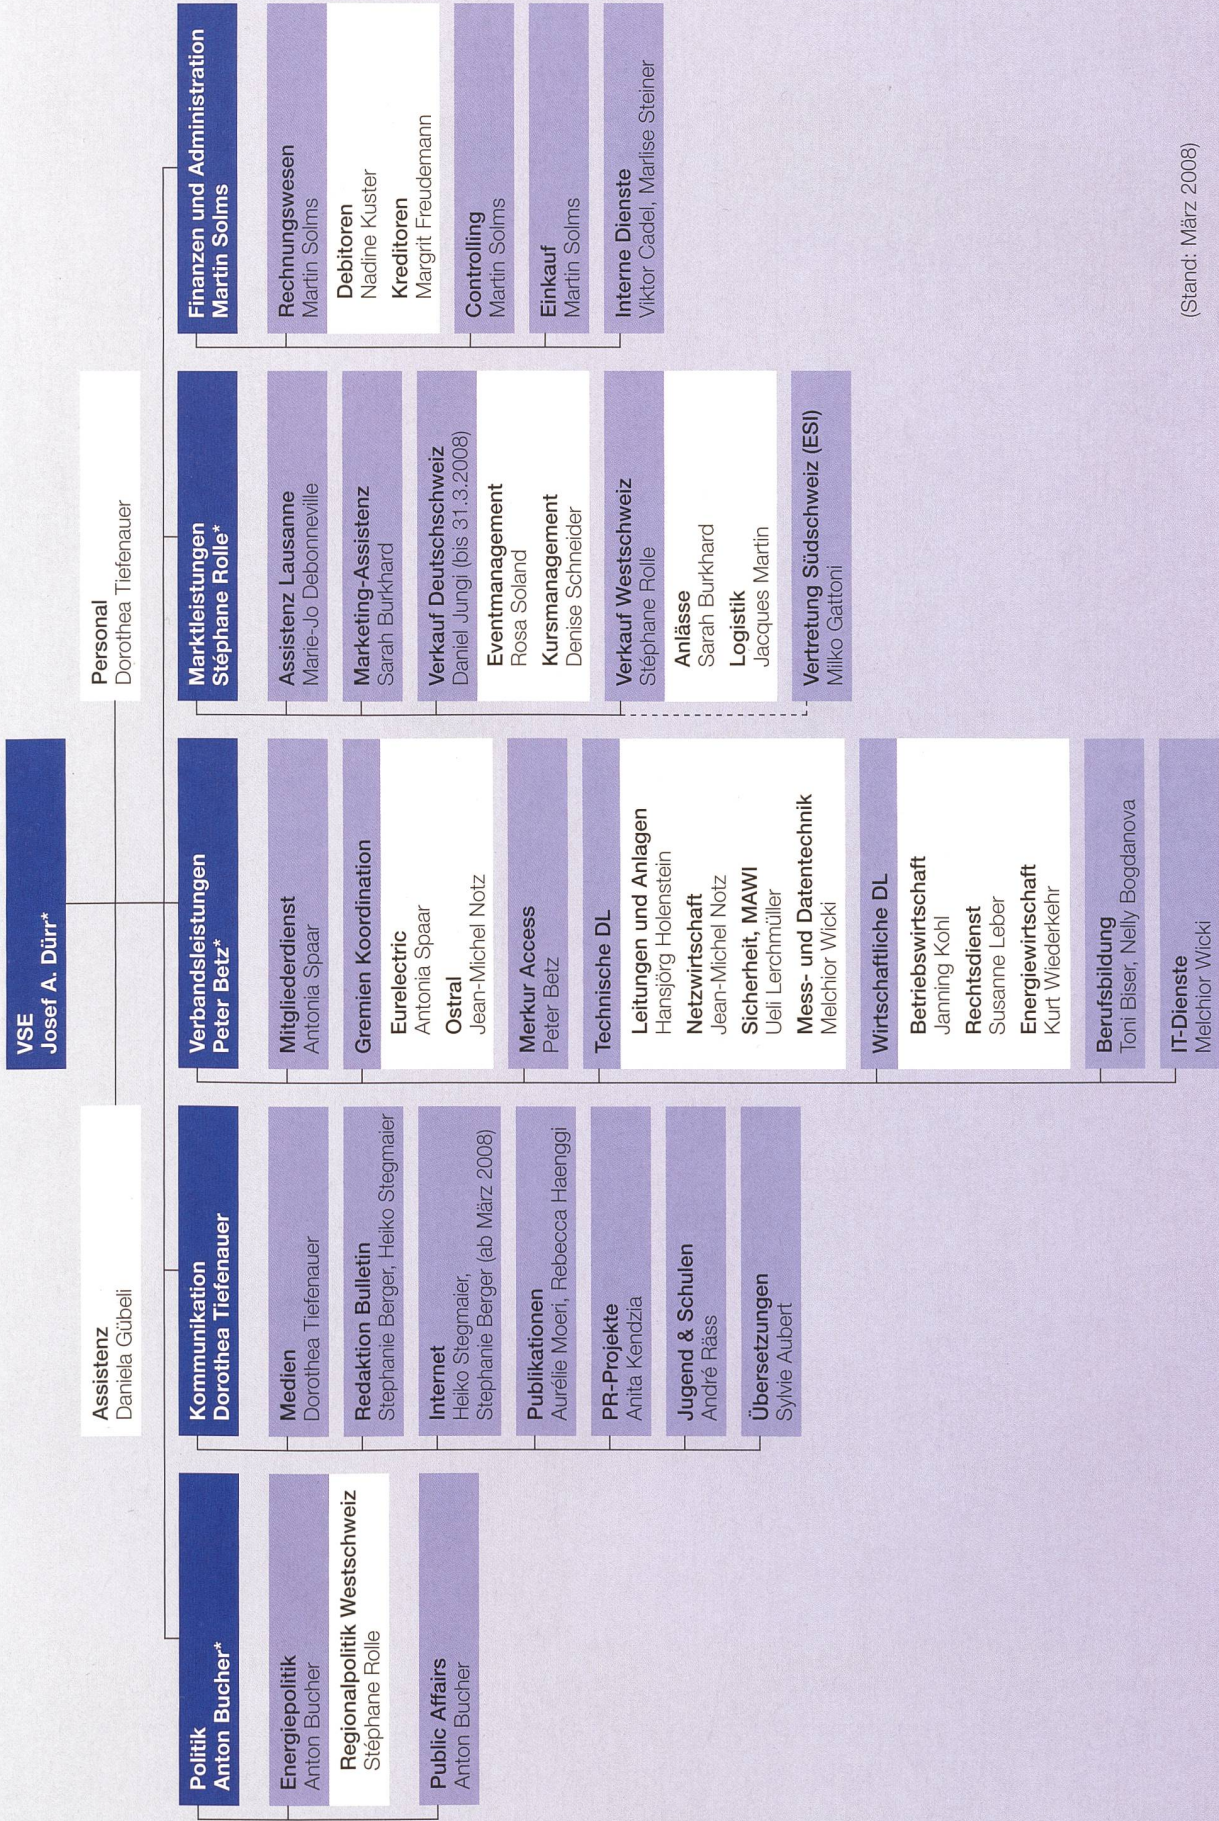 VSE
Josef A. Dürr*
Assistenz
Daniela Gübeli
Personal
Dorothea Tiefenauer
Politik
Anton Bucher*
Energiepolitik
Anton Bucher
Regionalpolitik Westschweiz
Stéphane Rolle
Public Affairs
Anton Bucher
Kommunikation
Dorothea Tiefenauer
Medien
Dorothea Tiefenauer
Redaktion Bulletin
Stephanie Berger, Heiko Stegmaier
Internet
Heiko Stegmaier,
Stephanie Berger (ab März 2008)
Publikationen
Aurélie Moeri, Rebecca Haenggi
PR-Projekte
Anita Kendzia
Jugend & Schulen
André Räss
Übersetzungen
Sylvie Aubert
Verbandsleistungen
Peter Betz*
Mitgliederdienst
Antonia Spaar
Gremien Koordination
Eurelectric
Antonia Spaar
Ostral
Jean-Michel Notz
Merkur Access
Peter Betz
Technische DL
Leitungen und Anlagen
Hansjörg Holenstein
Netzwirtschaft
Jean-Michel Notz
Sicherheit, MAWI
Ueli Lerchmüller
Mess- und Datentechnik
Melchior Wicki
Wirtschaftliche DL
Betriebswirtschaft
Janning Kohl
Rechtsdienst
Susanne Leber
Energiewirtschaft
Kurt Wiederkehr
Berufsbildung
Toni Biser, Nelly Bogdanova
IT-Dienste
Melchior Wicki
Marktleistungen
Stéphane Rolle*
Assistenz Lausanne
Marie-Jo Debonneville
Marketing-Assistenz
Sarah Burkhard
Verkauf Deutschschweiz
Daniel Jungi (bis 31.3.2008)
Eventmanagement
Rosa Soland
Kursmanagement
Denise Schneider
Verkauf Westschweiz
Stéphane Rolle
Anlässe
Sarah Burkhard
Logistik
Jacques Martin
Vertretung Südschweiz (ESI)
Milko Gattoni
Finanzen und Administration
Martin Solms
Rechnungswesen
Martin Solms
Debitoren
Nadine Kuster
Kreditoren
Margrit Freudemann
Controlling
Martin Solms
Einkauf
Martin Solms
Interne Dienste
Viktor Cadel, Marlise Steiner
(Stand: März 2008)